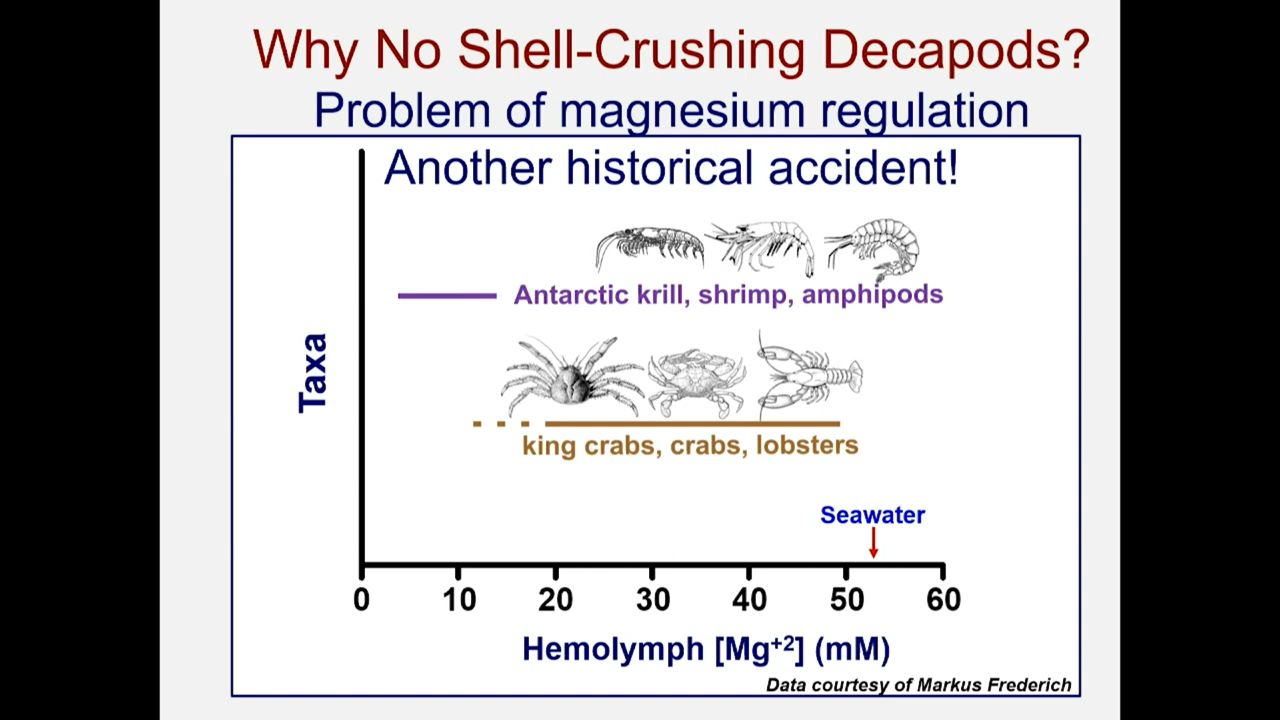 Why No Shell-Crushing Decapods?
Problem of magnesium regulation
Another historical accident!
Antarctic krill, shrimp, amphipods
Taxa
king crabs, crabs, lobsters
Seawater
0 10 20 30 40 50 60
Hemolymph [Mg⁺²] (mM)
Data courtesy of Markus Frederich